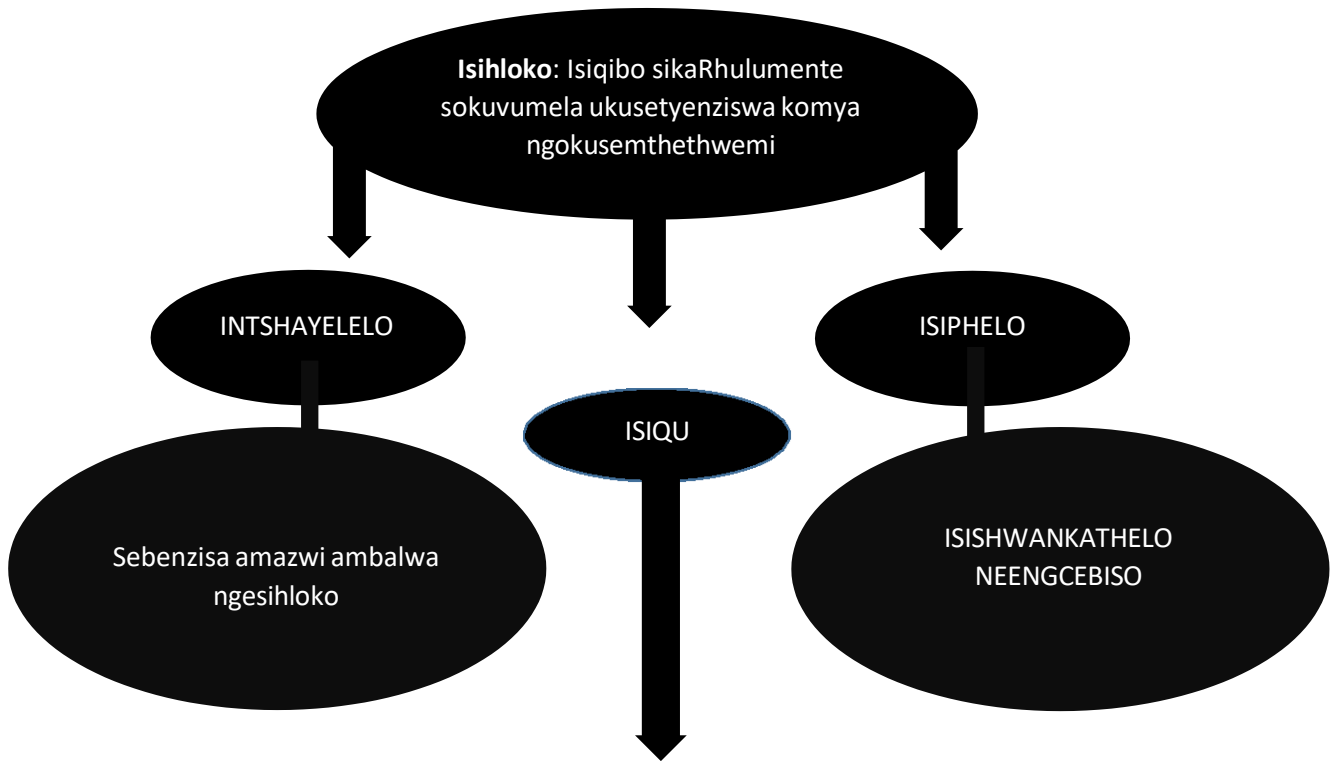 Isihloko: Isiqibo sikaRhulumente
sokuvumela ukusetyenziswa komya
ngokusemthethwemi
INTSHAYELELO
ISIQU
ISIPHELO
Sebenzisa amazwi ambalwa
ngesihloko
ISISHWANKATHELO
NEENGCEBISO